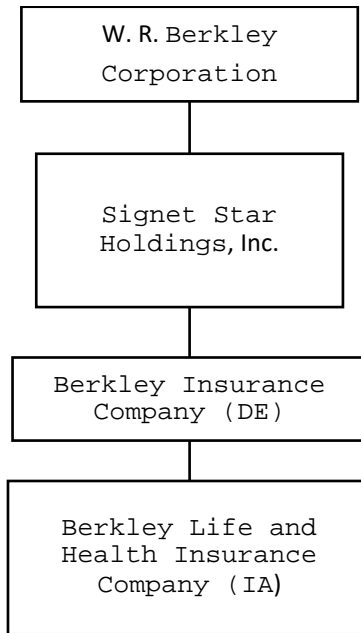 W. R. Berkley
Corporation
Signet Star
Holdings, Inc.
Berkley Insurance
Company (DE)
Berkley Life and
Health Insurance
Company (IA)